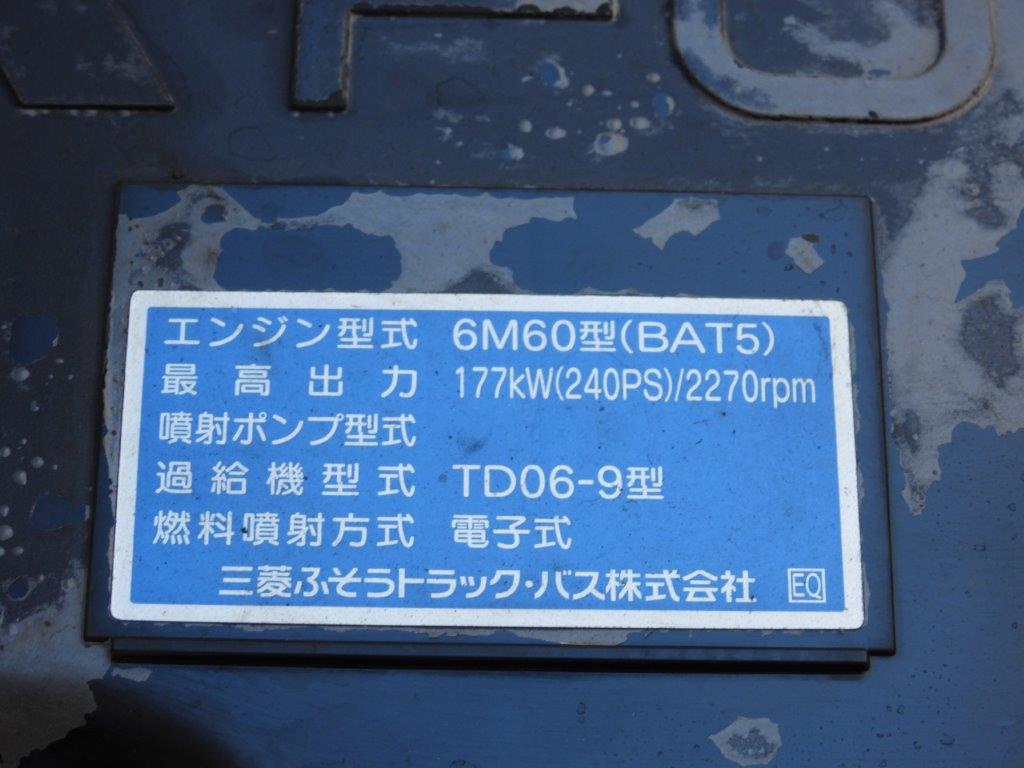 エンジン型式 6M60型(BAT5)
最高出力 177kW(240PS)/2270rpm
噴射ポンプ型式
過給機型式 TD06-9型
燃料噴射方式 電子式
三菱ふそうトラック・バス株式会社 EQ